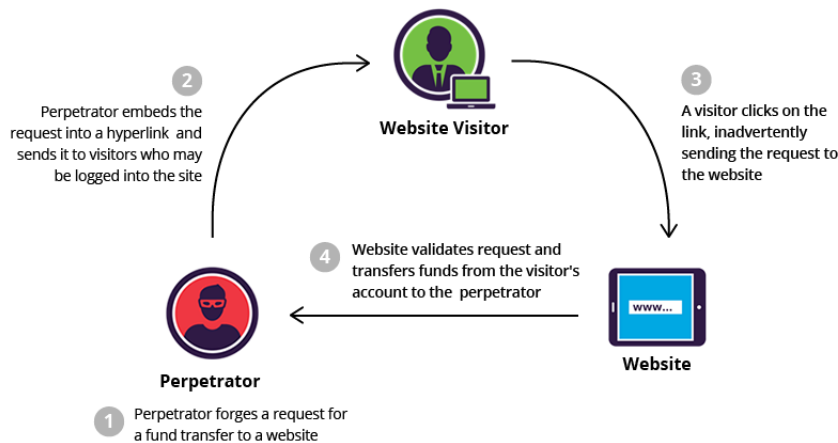 2
Perpetrator embeds the
request into a hyperlink and
sends it to visitors who may
be logged into the site
Website Visitor
3
A visitor clicks on the
link, inadvertently
sending the request to
the website
4
Website validates request and
transfers funds from the visitor's
account to the perpetrator
www...
Perpetrator
Website
1
Perpetrator forges a request for
a fund transfer to a website